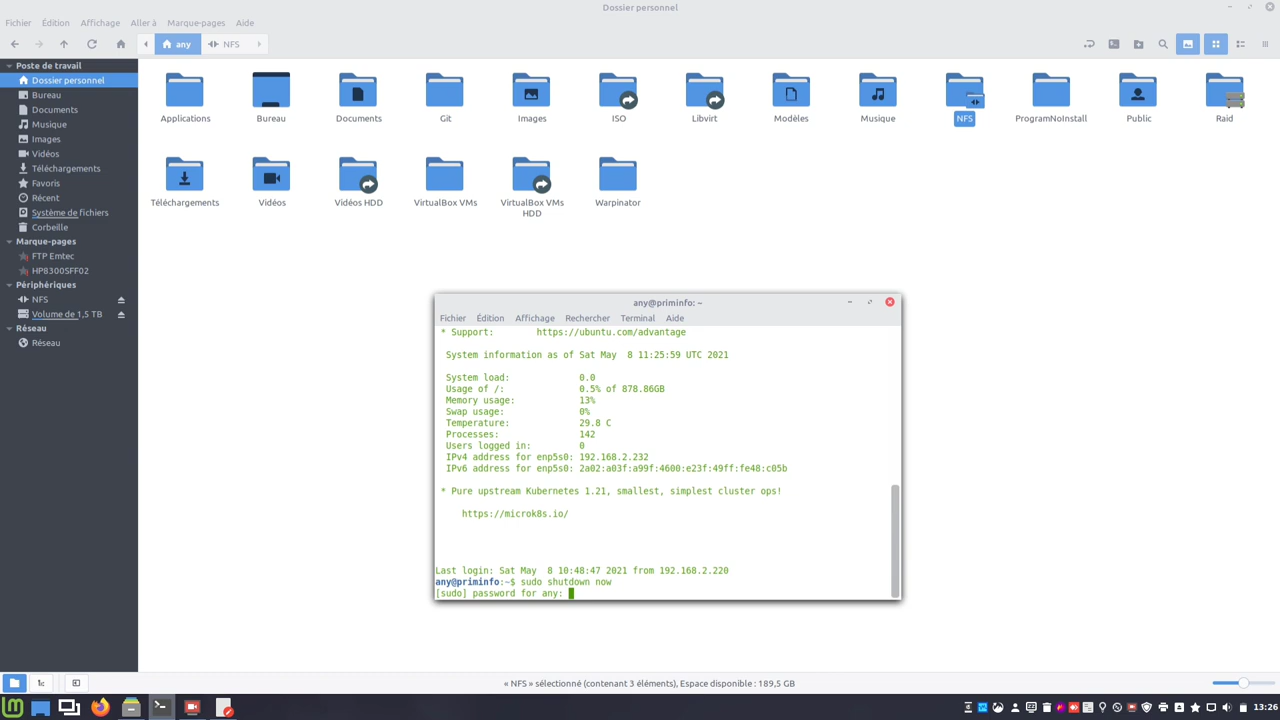 Dossier personnel
Fichier Édition Affichage Aller à Marque-pages Aide
any NFS
Poste de travail
Dossier personnel
Bureau
Documents
Musique
Images
Vidéos
Téléchargements
Favoris
Récent
Système de fichiers
Corbeille
Marque-pages
FTP Emtec
HP8300SFF02
Périphériques
NFS
Volume de 1,5 TB
Réseau
Réseau
Applications Bureau Documents Git Images ISO Libvirt Modèles Musique NFS ProgramNoInstall Public Raid
Téléchargements Vidéos Vidéos HDD VirtualBox VMs VirtualBox VMs HDD Warpinator
any@priminfo: ~
Fichier Édition Affichage Rechercher Terminal Aide
* Support: https://ubuntu.com/advantage
System information as of Sat May 8 11:25:59 UTC 2021
System load: 0.0
Usage of /: 0.5% of 878.86GB
Memory usage: 13%
Swap usage: 0%
Temperature: 29.8 C
Processes: 142
Users logged in: 0
IPv4 address for enp5s0: 192.168.2.232
IPv6 address for enp5s0: 2a02:a03f:a99f:4600:e23f:49ff:fe48:c05b
* Pure upstream Kubernetes 1.21, smallest, simplest cluster ops!
https://microk8s.io/
Last login: Sat May 8 10:48:47 2021 from 192.168.2.220
any@priminfo:~$ sudo shutdown now
[sudo] password for any:
« NFS » sélectionné (contenant 3 éléments), Espace disponible : 189,5 GB
13:26